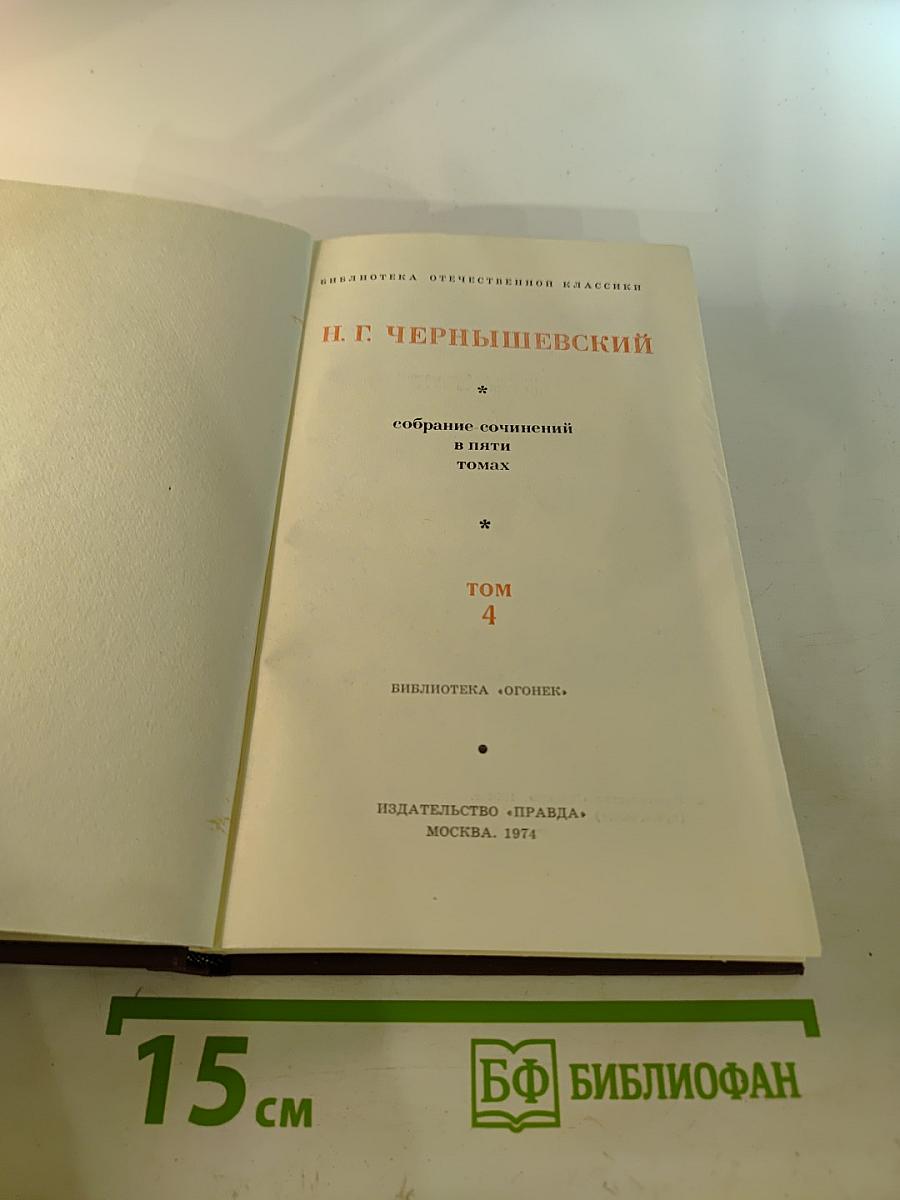 БИБЛИОТЕКА ОТЕЧЕСТВЕННОЙ КЛАССИКИ
Н. Г. ЧЕРНЫШЕВСКИЙ
*
собрание сочинений
в пяти
томах
*
ТОМ
4
БИБЛИОТЕКА «ОГОНЕК»
ИЗДАТЕЛЬСТВО «ПРАВДА»
МОСКВА. 1974
15 см
БФ БИБЛИОФАН